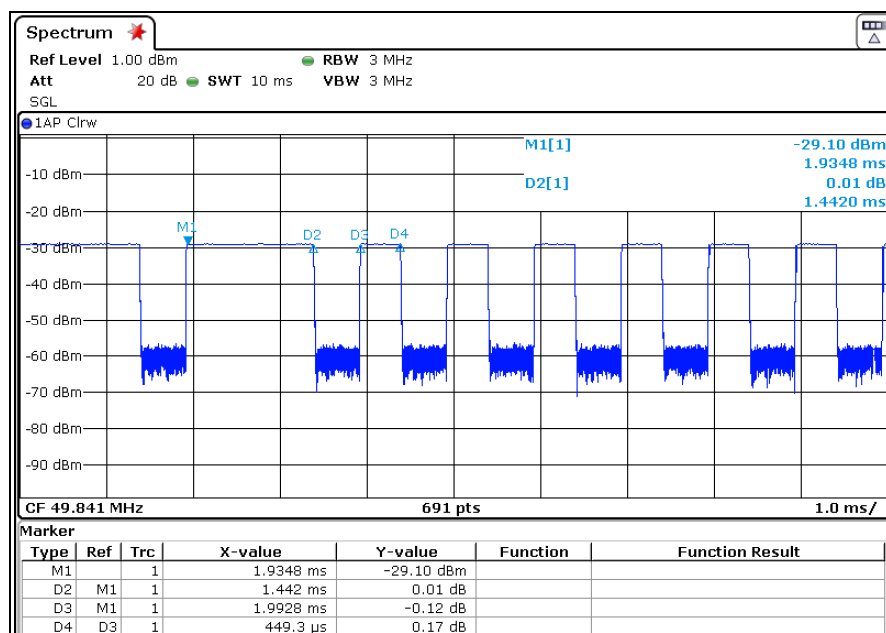 Spectrum
Ref Level 1.00 dBm RBW 3 MHz
Att 20 dB SWT 10 ms VBW 3 MHz
SGL
1AP Clrw
M1[1] -29.10 dBm
1.9348 ms
D2[1] 0.01 dB
1.4420 ms
-10 dBm
-20 dBm
M1 D2 D3 D4
-30 dBm
-40 dBm
-50 dBm
-60 dBm
-70 dBm
-80 dBm
-90 dBm
CF 49.841 MHz 691 pts 1.0 ms/
Marker
Type Ref Trc X-value Y-value Function Function Result
M1 1 1.9348 ms -29.10 dBm
D2 M1 1 1.442 ms 0.01 dB
D3 M1 1 1.9928 ms -0.12 dB
D4 D3 1 449.3 µs 0.17 dB